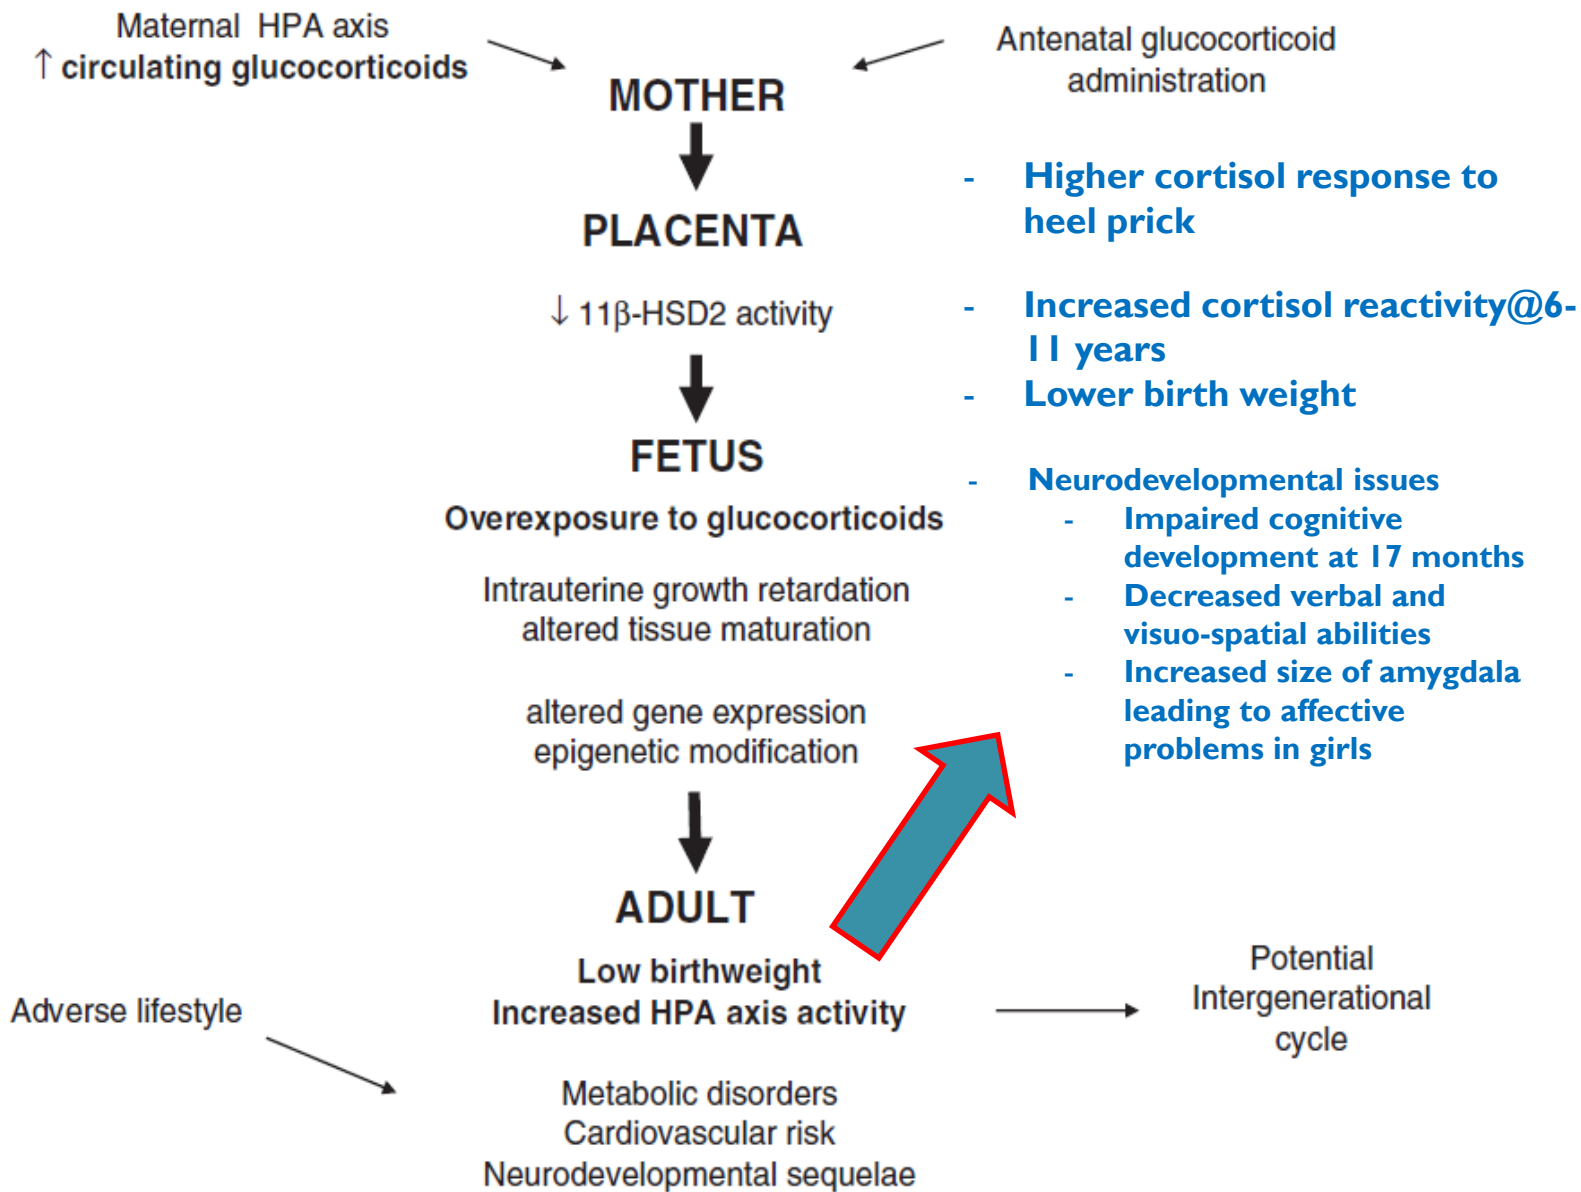 Maternal HPA axis
↑ circulating glucocorticoids
Antenatal glucocorticoid
administration
MOTHER
PLACENTA
↓ 11β-HSD2 activity
FETUS
Overexposure to glucocorticoids
Intrauterine growth retardation
altered tissue maturation
altered gene expression
epigenetic modification
- Higher cortisol response to
heel prick
- Increased cortisol reactivity@6-
11 years
- Lower birth weight
- Neurodevelopmental issues
- Impaired cognitive
development at 17 months
- Decreased verbal and
visuo-spatial abilities
- Increased size of amygdala
leading to affective
problems in girls
ADULT
Low birthweight
Increased HPA axis activity
Adverse lifestyle
Potential
Intergenerational
cycle
Metabolic disorders
Cardiovascular risk
Neurodevelopmental sequelae